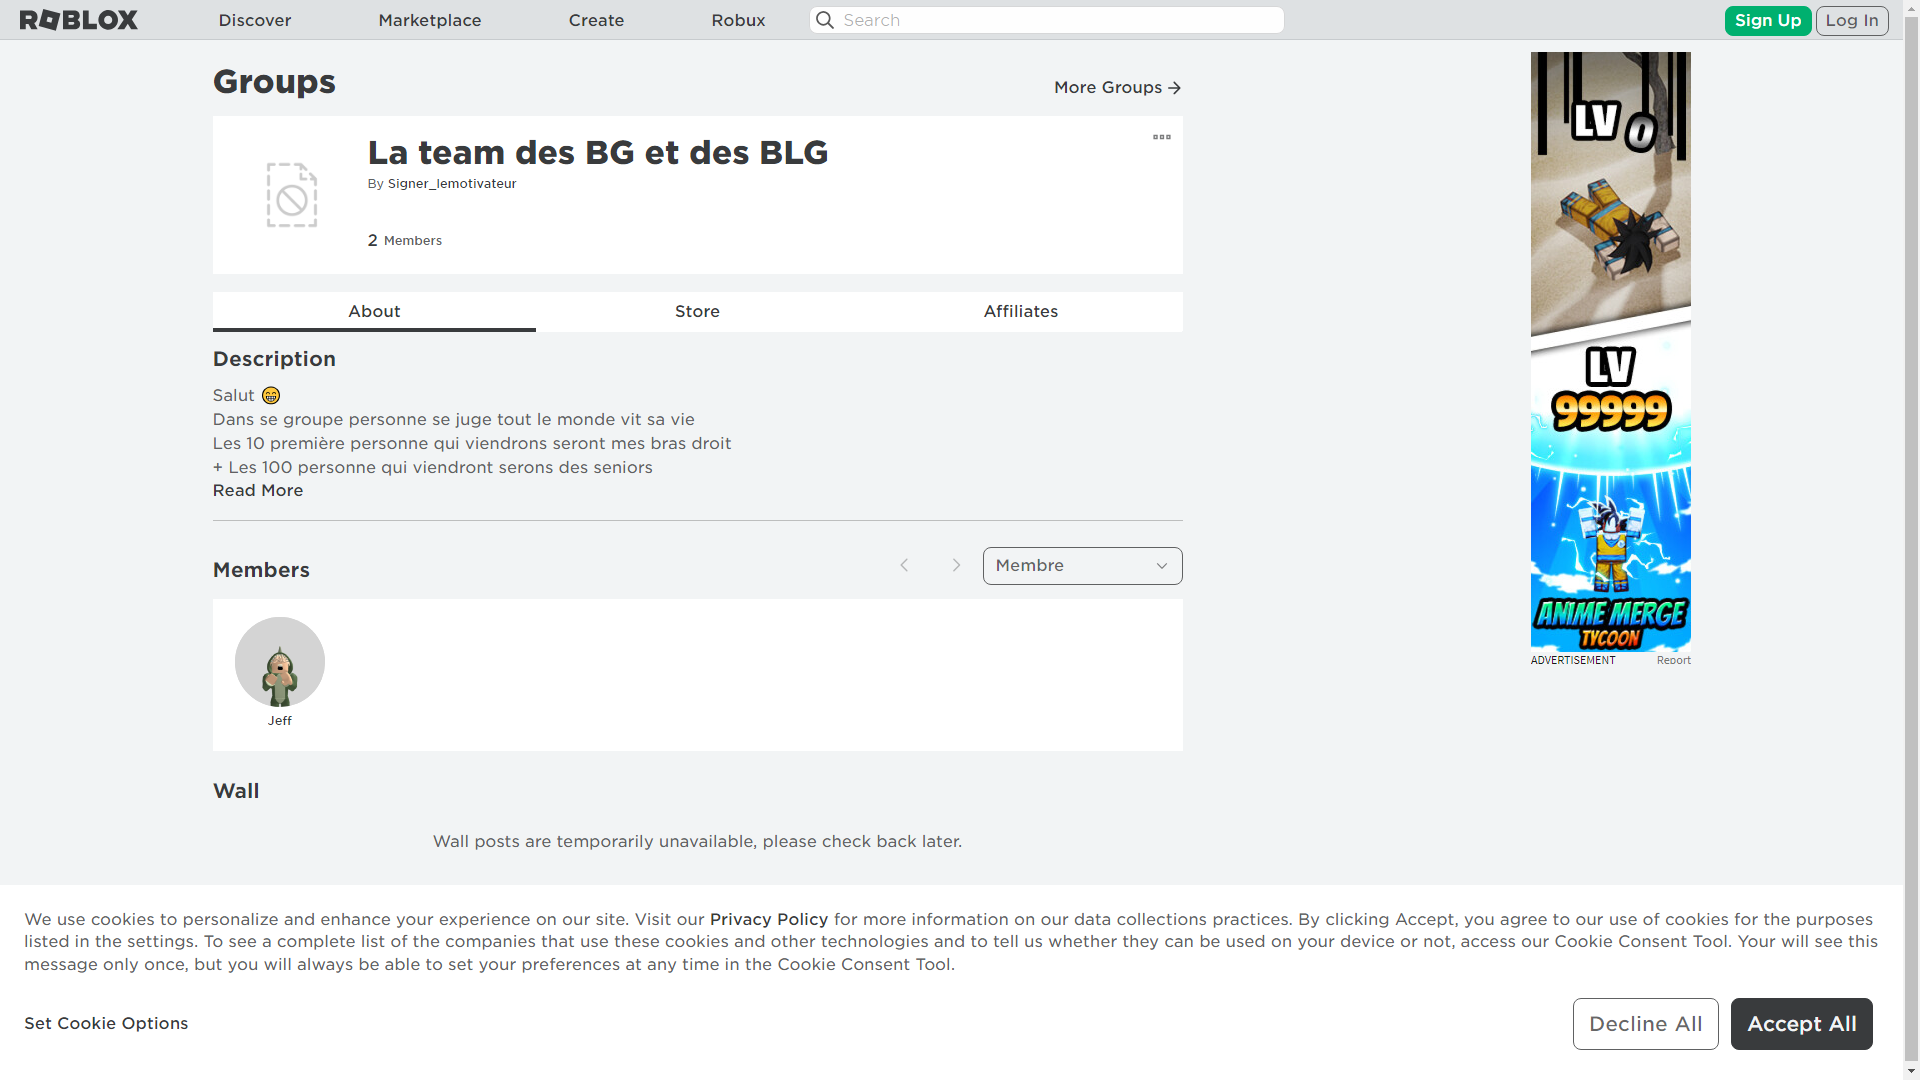 ROBLOX
Discover
Marketplace
Create
Robux
Search
Sign Up
Log In
Groups
More Groups
La team des BG et des BLG
By Signer_lemotivateur
2 Members
About
Store
Affiliates
Description
Salut 😁
Dans se groupe personne se juge tout le monde vit sa vie
Les 10 première personne qui viendrons seront mes bras droit
+ Les 100 personne qui viendront serons des seniors
Read More
Members
Membre
Jeff
Wall
Wall posts are temporarily unavailable, please check back later.
LV 0
LV
99999
ANIME MERGE
TYCOON
ADVERTISEMENT
Report
We use cookies to personalize and enhance your experience on our site. Visit our Privacy Policy for more information on our data collections practices. By clicking Accept, you agree to our use of cookies for the purposes
listed in the settings. To see a complete list of the companies that use these cookies and other technologies and to tell us whether they can be used on your device or not, access our Cookie Consent Tool. Your will see this
message only once, but you will always be able to set your preferences at any time in the Cookie Consent Tool.
Set Cookie Options
Decline All
Accept All